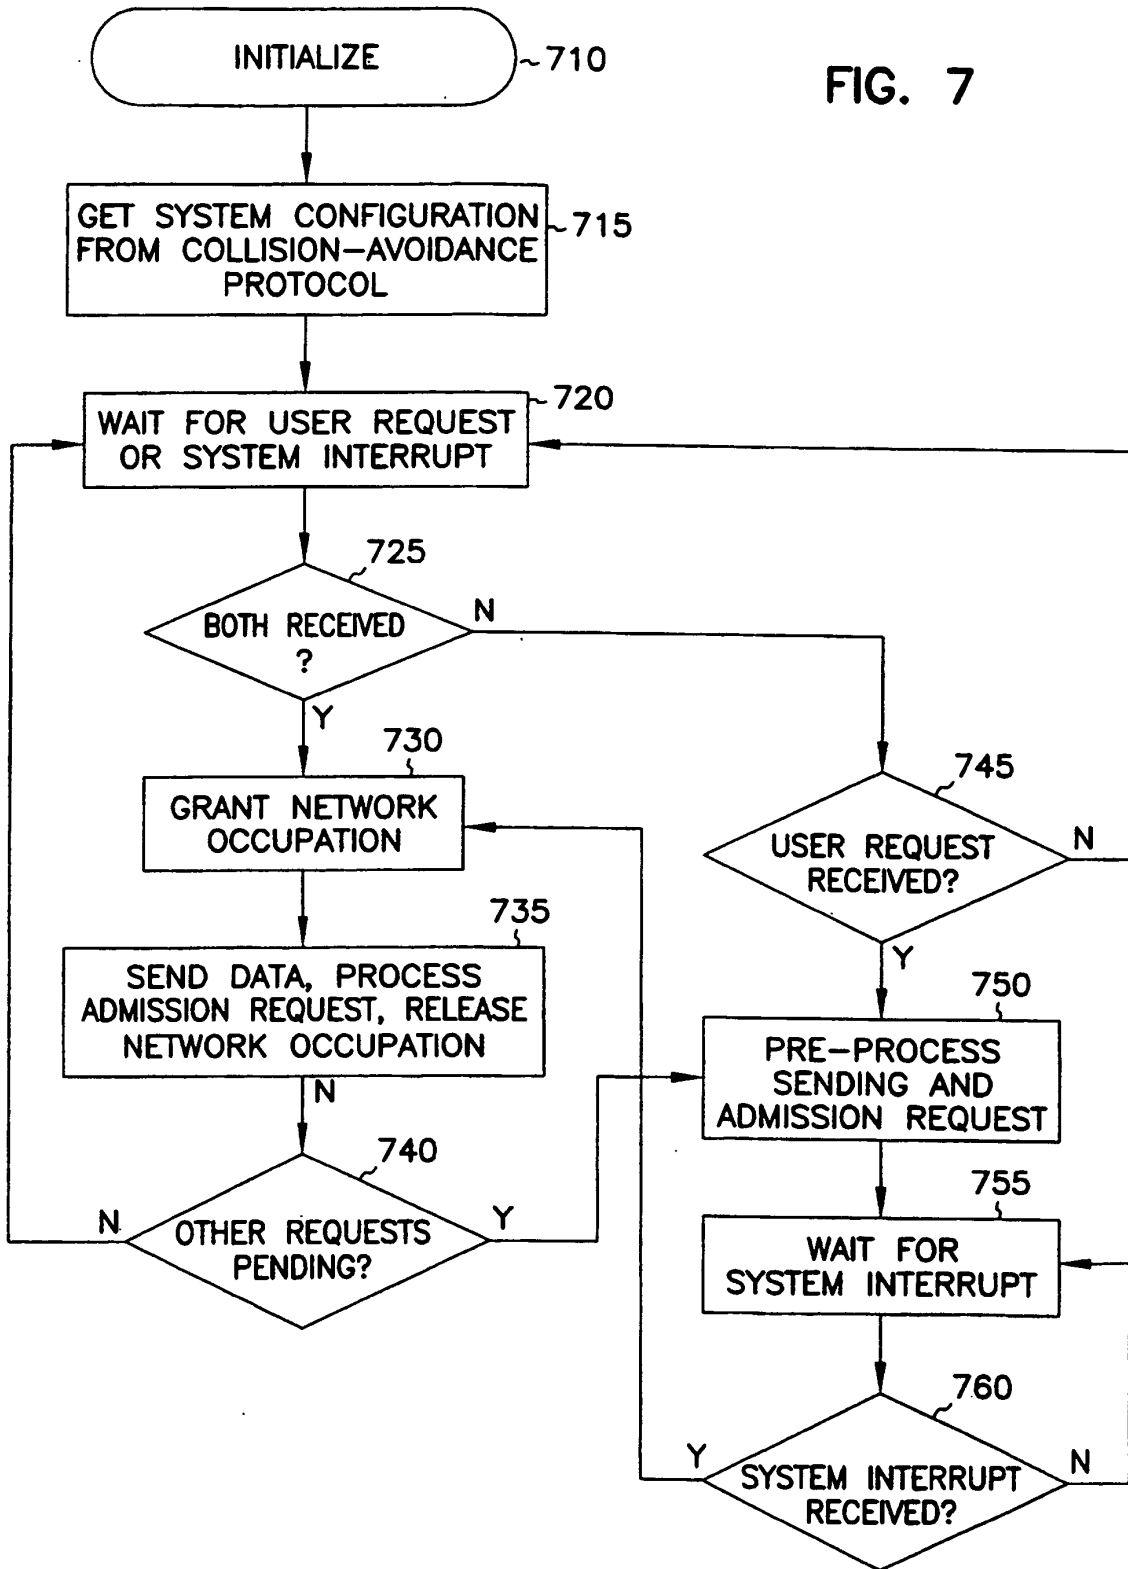 INITIALIZE
710
FIG. 7
GET SYSTEM CONFIGURATION
FROM COLLISION-AVOIDANCE
PROTOCOL
715
WAIT FOR USER REQUEST
OR SYSTEM INTERRUPT
720
BOTH RECEIVED
?
725
N
Y
730
GRANT NETWORK
OCCUPATION
745
USER REQUEST
RECEIVED?
N
Y
735
SEND DATA, PROCESS
ADMISSION REQUEST, RELEASE
NETWORK OCCUPATION
N
750
PRE-PROCESS
SENDING AND
ADMISSION REQUEST
740
OTHER REQUESTS
PENDING?
N
Y
755
WAIT FOR
SYSTEM INTERRUPT
760
SYSTEM INTERRUPT
RECEIVED?
Y
N